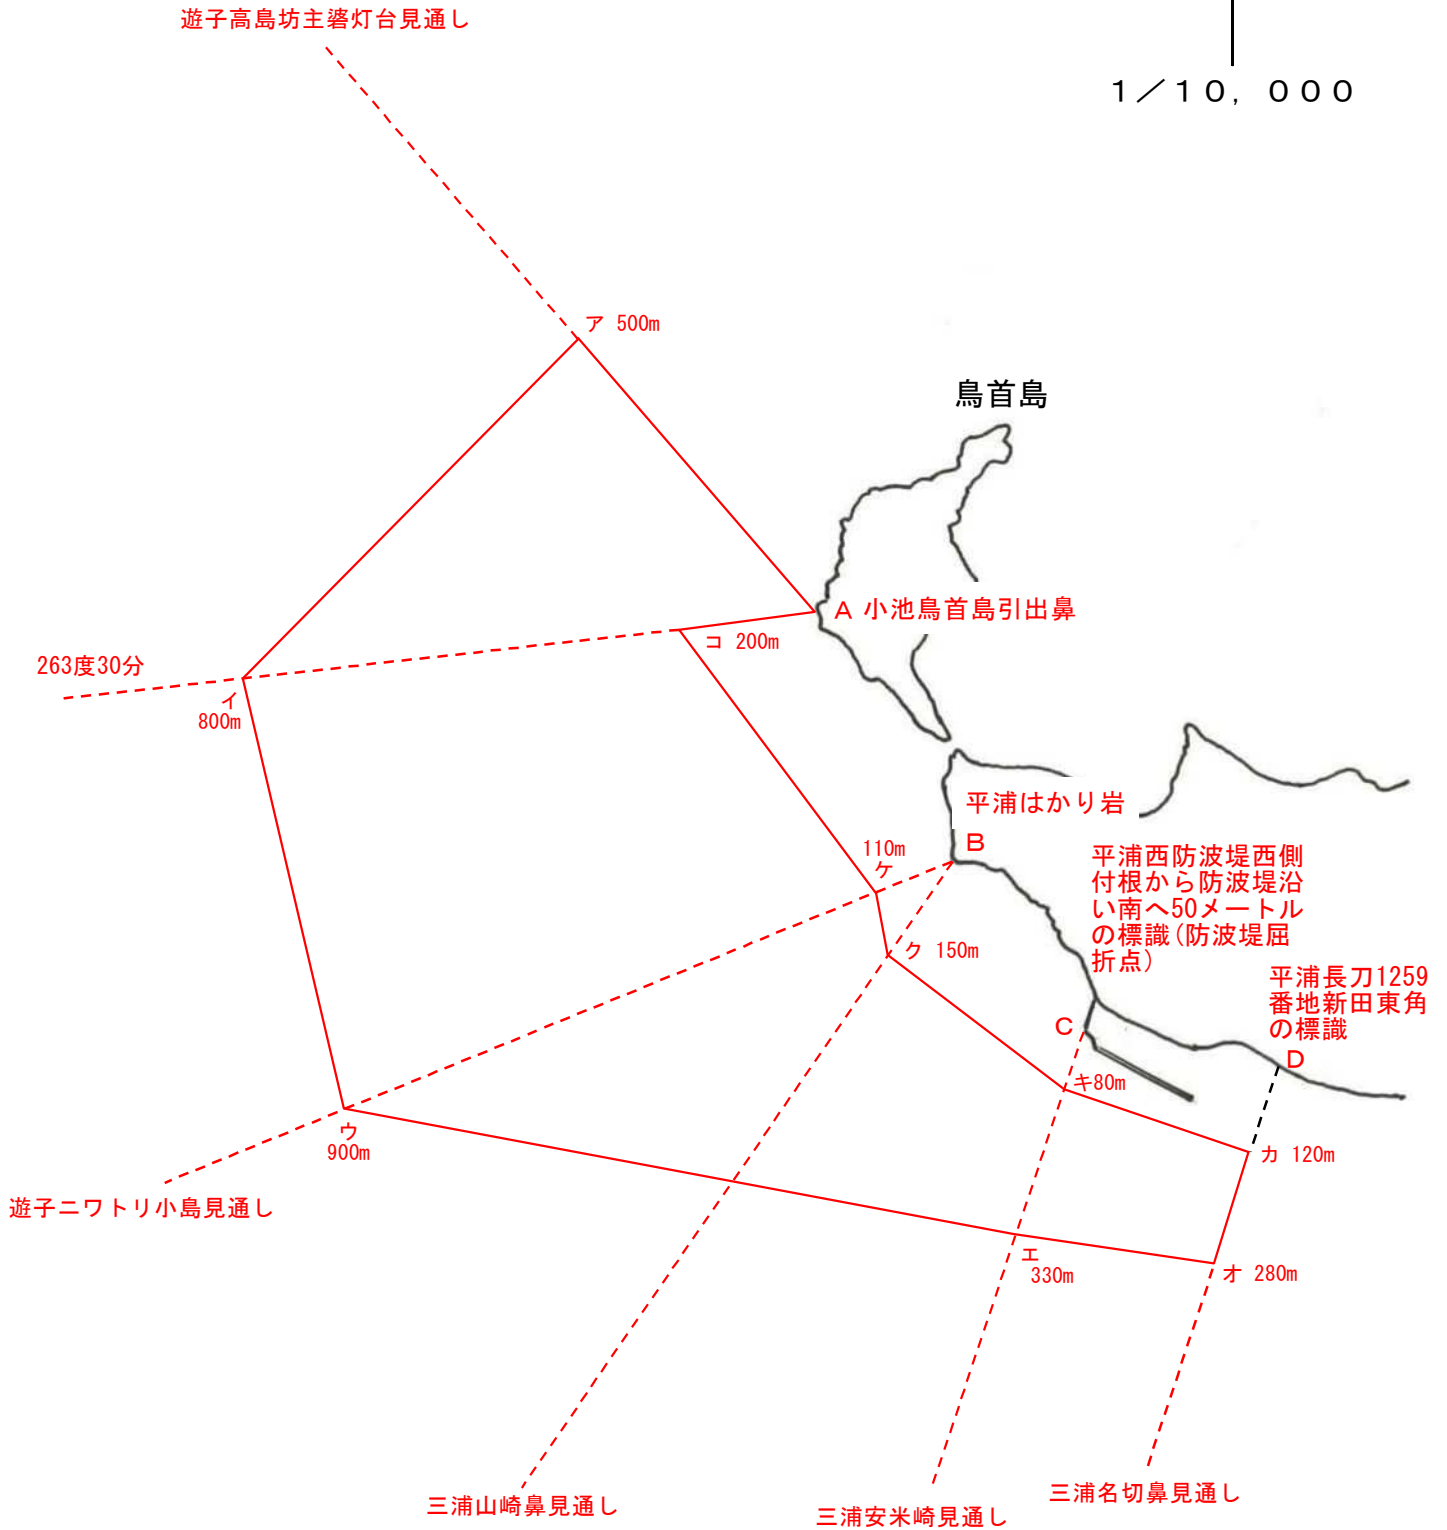 遊子高島坊主碆灯台見通し
1／10，000
ア 500m
鳥首島
A 小池鳥首島引出鼻
コ 200m
263度30分
イ
800m
平浦はかり岩
B
110m
ケ
平浦西防波堤西側
付根から防波堤沿
い南へ50メートル
の標識(防波堤屈
折点)
ク 150m
平浦長刀1259
番地新田東角
の標識
C
D
キ80m
ウ
900m
カ 120m
遊子ニワトリ小島見通し
エ
330m
オ 280m
三浦山崎鼻見通し
三浦安米崎見通し
三浦名切鼻見通し